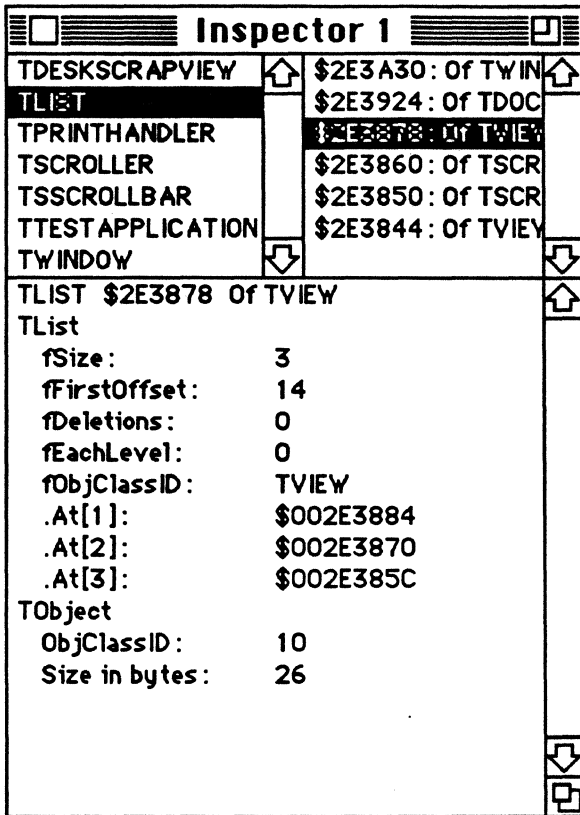 Inspector 1
TDESKSCRAPVIEW
TLIST
TPRINTHANDLER
TSCROLLER
TSSCROLLBAR
TTESTAPPLICATION
TWINDOW
$2E3A30: Of TWIN
$2E3924: Of TDOC
$2E3878: Of TVIEW
$2E3860: Of TSCR
$2E3850: Of TSCR
$2E3844: Of TVIEW
TLIST $2E3878 Of TVIEW
TList
fSize: 3
fFirstOffset: 14
fDeletions: 0
fEachLevel: 0
fObjClassID: TVIEW
.At[1]: $002E3884
.At[2]: $002E3870
.At[3]: $002E385C
TObject
ObjClassID: 10
Size in bytes: 26